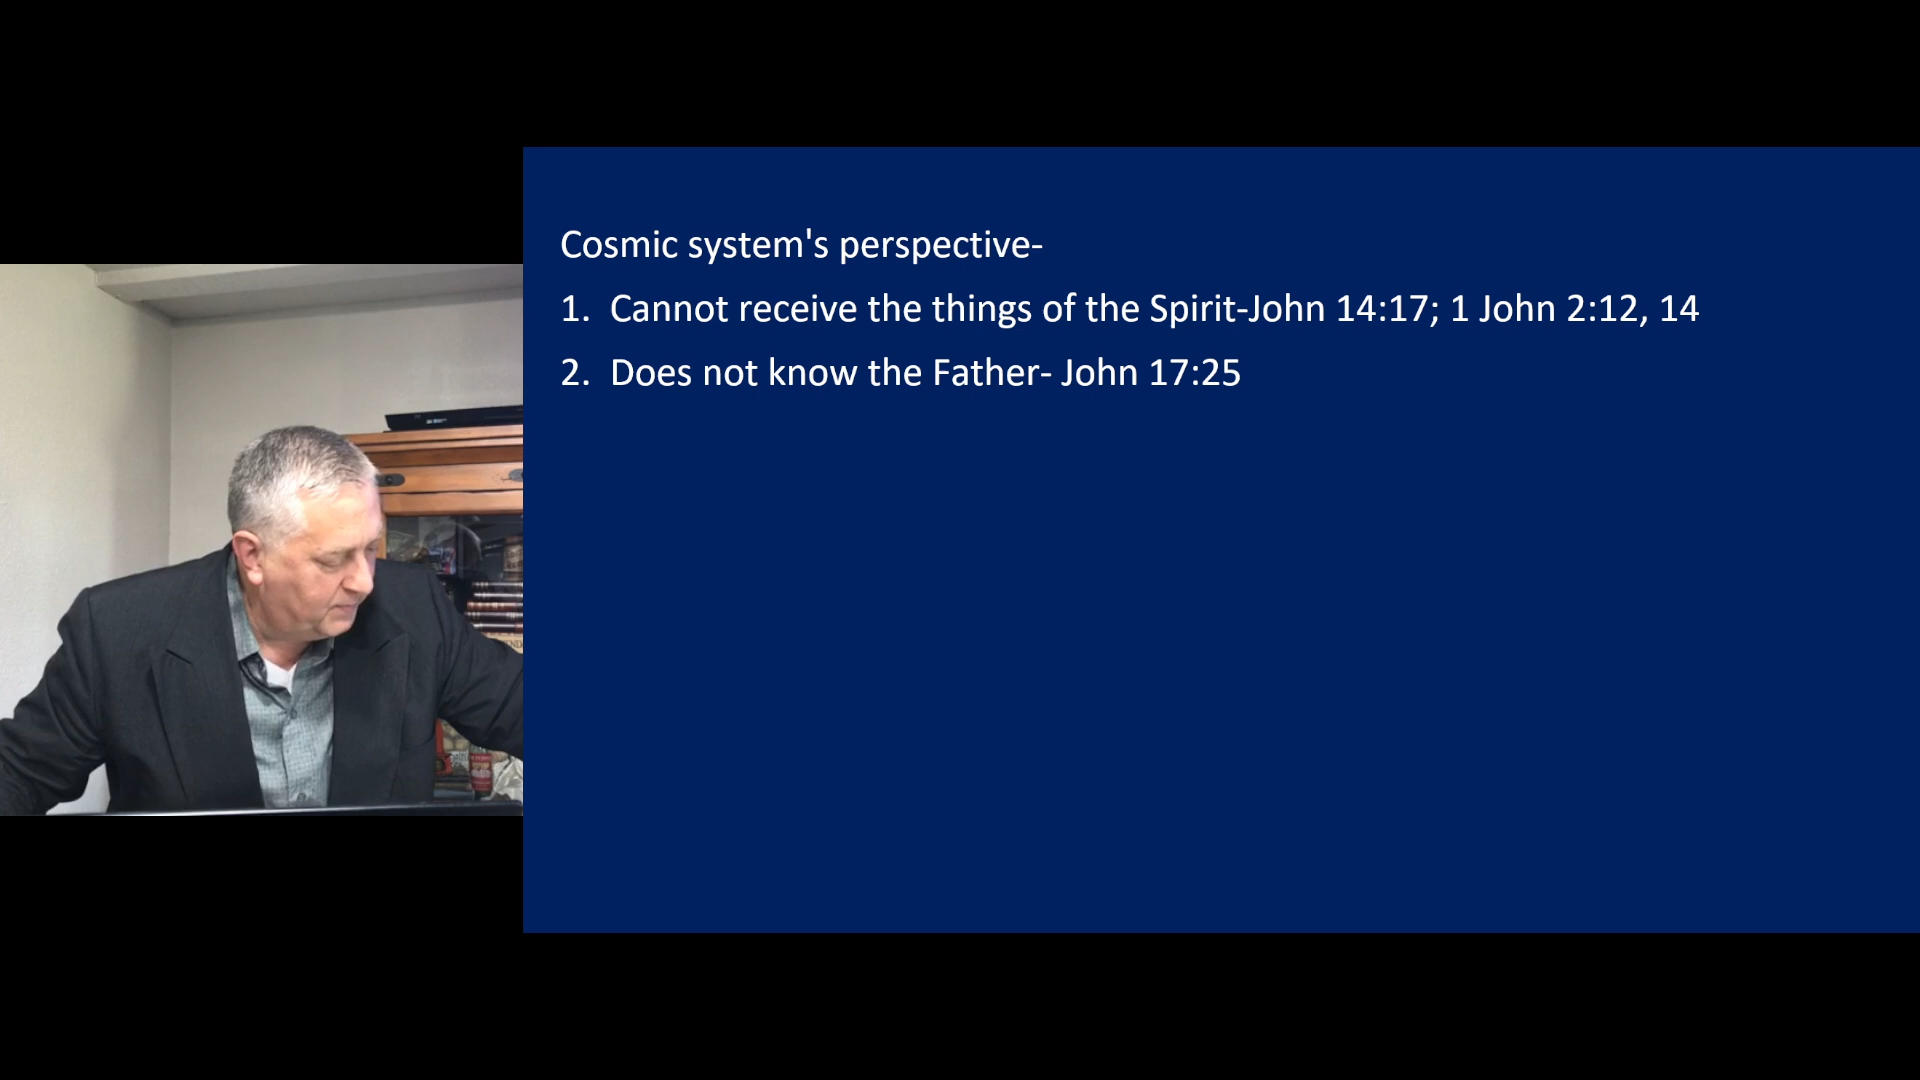 Cosmic system's perspective-
1. Cannot receive the things of the Spirit-John 14:17; 1 John 2:12, 14
2. Does not know the Father- John 17:25